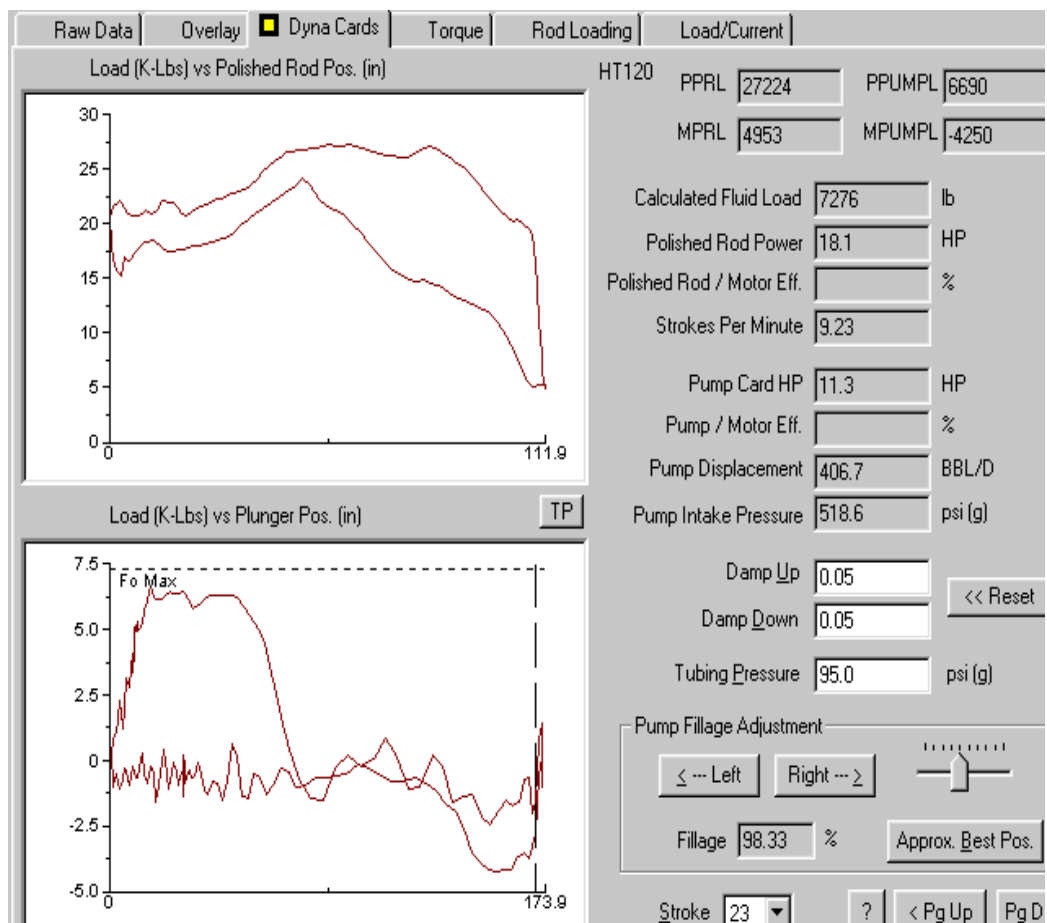 Raw Data Overlay Dyna Cards Torque Rod Loading Load/Current
Load (K-Lbs) vs Polished Rod Pos. (in)
30
25
20
15
10
5
0
0 111.9
TP
Load (K-Lbs) vs Plunger Pos. (in)
7.5
Fo Max
5.0
2.5
0
-2.5
-5.0
0 173.9
HT120 PPRL 27224 PPUMPL 6690
MPRL 4953 MPUMPL -4250
Calculated Fluid Load 7276 lb
Polished Rod Power 18.1 HP
Polished Rod / Motor Eff. %
Strokes Per Minute 9.23
Pump Card HP 11.3 HP
Pump / Motor Eff. %
Pump Displacement 406.7 BBL/D
Pump Intake Pressure 518.6 psi (g)
Damp Up 0.05
<< Reset
Damp Down 0.05
Tubing Pressure 95.0 psi (g)
Pump Fillage Adjustment
< --- Left Right --- >
Fillage 98.33 % Approx. Best Pos.
Stroke 23 ? < Pg Up Pg D